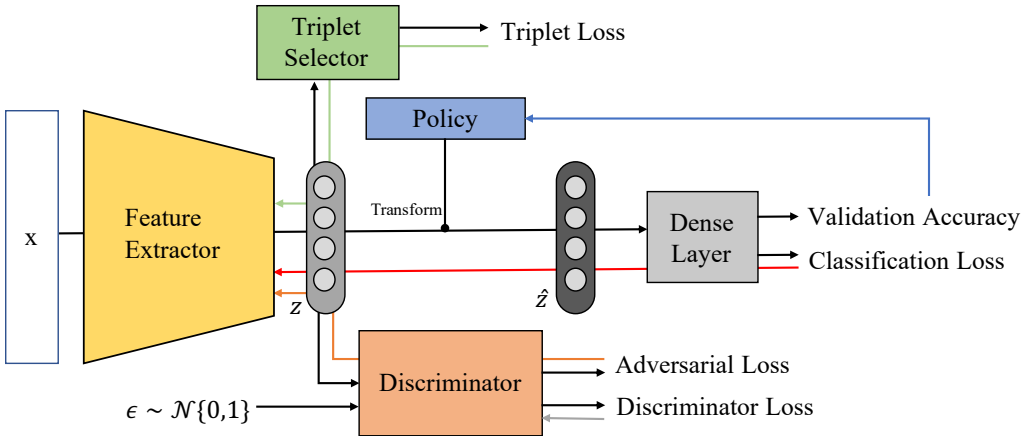 Triplet
Selector
Triplet Loss
Policy
x
Feature
Extractor
Transform
Dense
Layer
Validation Accuracy
Classification Loss
z
ẑ
Discriminator
Adversarial Loss
ϵ ~ 𝒩{0,1}
Discriminator Loss